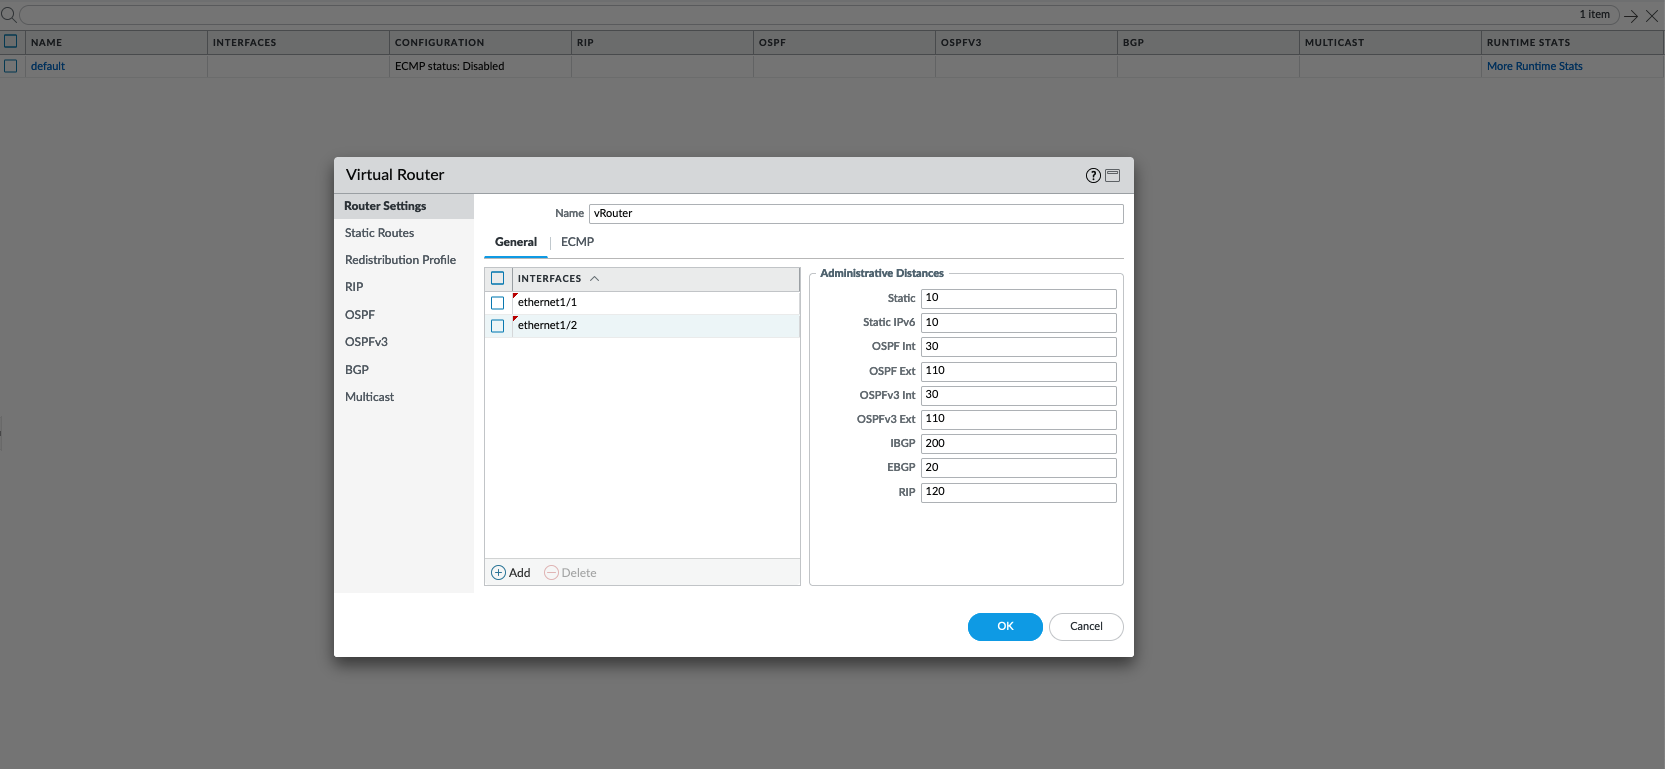 1 item
NAME INTERFACES CONFIGURATION RIP OSPF OSPFV3 BGP MULTICAST RUNTIME STATS
default ECMP status: Disabled More Runtime Stats
Virtual Router
?
Router Settings
Static Routes
Redistribution Profile
RIP
OSPF
OSPFv3
BGP
Multicast
Name vRouter
General ECMP
INTERFACES
ethernet1/1
ethernet1/2
Add Delete
Administrative Distances
Static 10
Static IPv6 10
OSPF Int 30
OSPF Ext 110
OSPFv3 Int 30
OSPFv3 Ext 110
IBGP 200
EBGP 20
RIP 120
OK Cancel